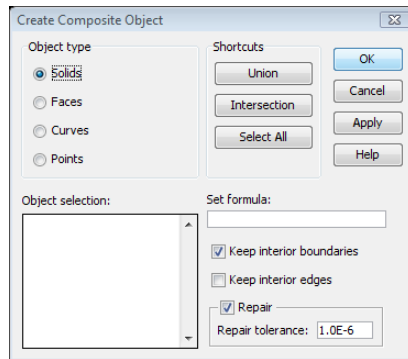 Create Composite Object
Object type
Solids
Faces
Curves
Points
Shortcuts
Union
Intersection
Select All
OK
Cancel
Apply
Help
Object selection:
Set formula:
Keep interior boundaries
Keep interior edges
Repair
Repair tolerance: 1.0E-6